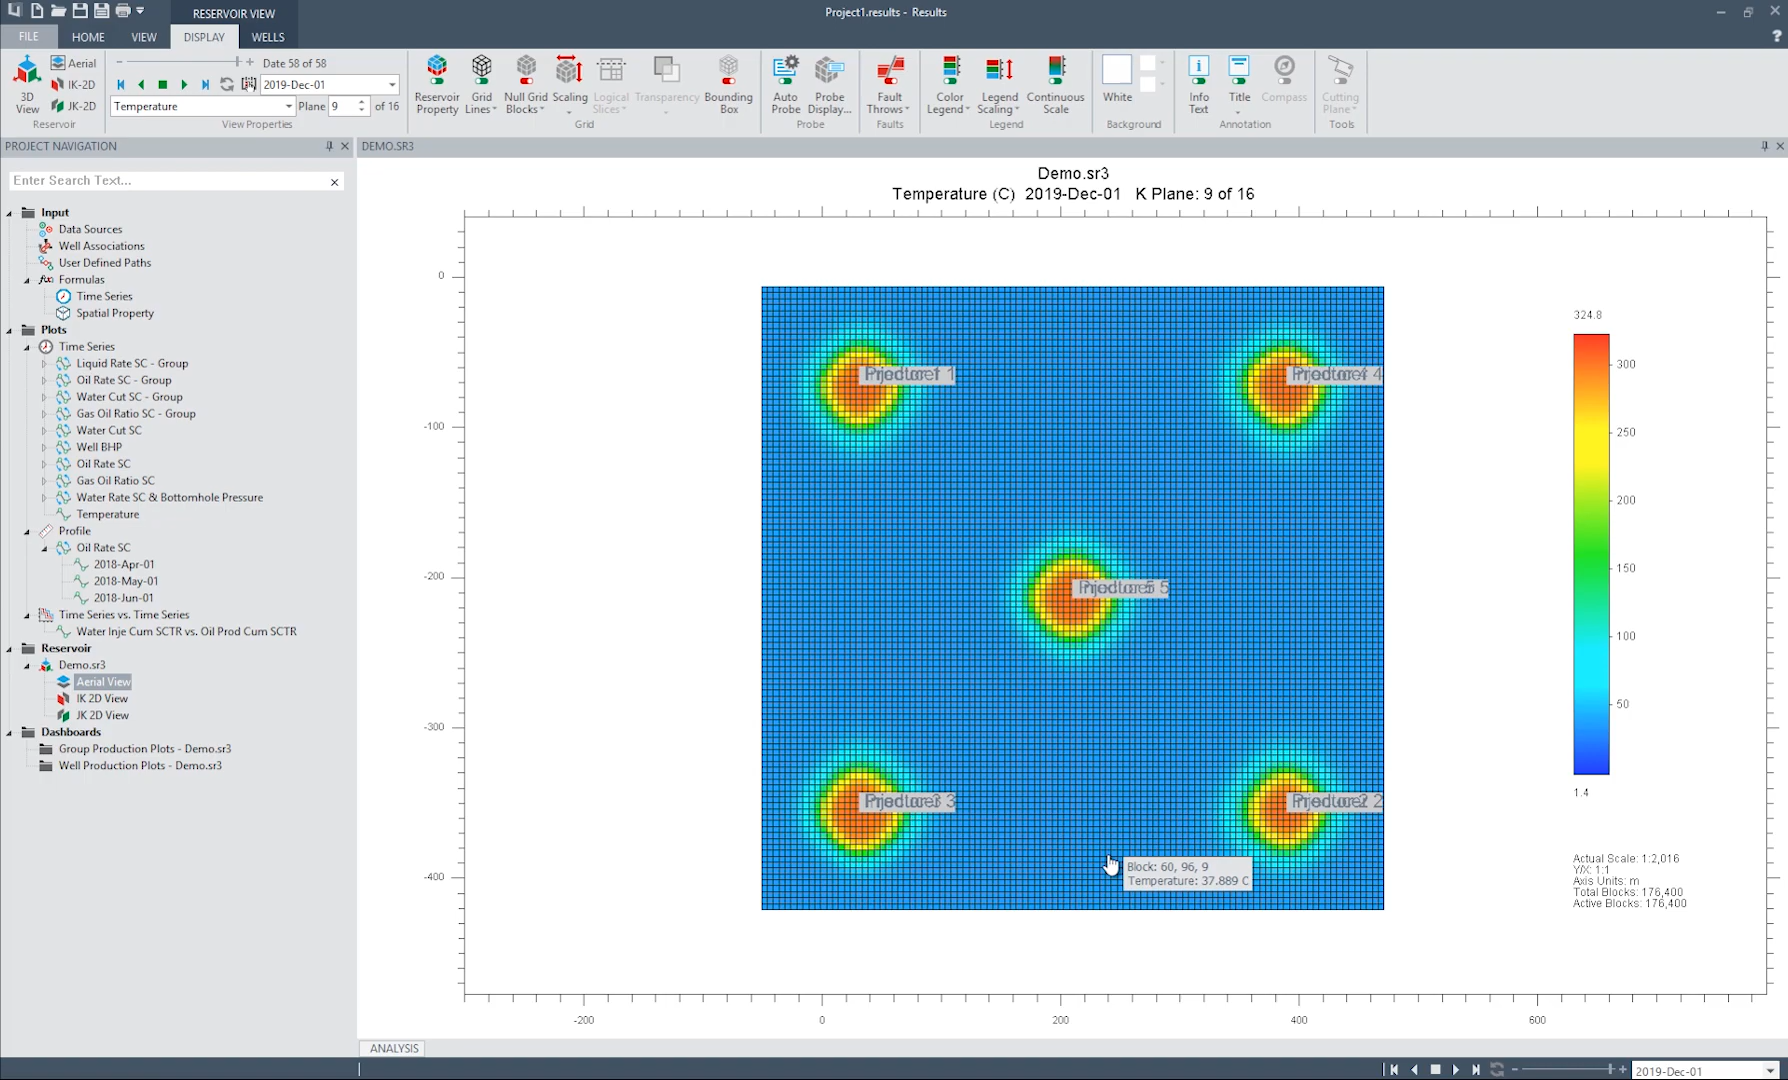 RESERVOIR VIEW
Project1.results - Results
FILE
HOME
VIEW
DISPLAY
WELLS
?
3D View
Aerial
IK-2D
JK-2D
Reservoir
Date 58 of 58
2019-Dec-01
Temperature
Plane 9 of 16
View Properties
Reservoir Property
Grid Lines
Null Grid Blocks
Scaling
Logical Slices
Transparency
Bounding Box
Grid
Auto Probe
Probe Display...
Probe
Fault Throws
Faults
Color Legend
Legend Scaling
Continuous Scale
Legend
White
Background
Info Text
Title
Compass
Annotation
Cutting Plane
Tools
PROJECT NAVIGATION
DEMO.SR3
Enter Search Text...
Input
Data Sources
Well Associations
User Defined Paths
Formulas
Time Series
Spatial Property
Plots
Time Series
Liquid Rate SC - Group
Oil Rate SC - Group
Water Cut SC - Group
Gas Oil Ratio SC - Group
Water Cut SC
Well BHP
Oil Rate SC
Gas Oil Ratio SC
Water Rate SC & Bottomhole Pressure
Temperature
Profile
Oil Rate SC
2018-Apr-01
2018-May-01
2018-Jun-01
Time Series vs. Time Series
Water Inje Cum SCTR vs. Oil Prod Cum SCTR
Reservoir
Demo.sr3
Aerial View
IK 2D View
JK 2D View
Dashboards
Group Production Plots - Demo.sr3
Well Production Plots - Demo.sr3
Demo.sr3
Temperature (C) 2019-Dec-01 K Plane: 9 of 16
0
-100
-200
-300
-400
-200
0
200
400
600
Block: 60, 96, 9
Temperature: 37.889 C
324.8
300
250
200
150
100
50
1.4
Actual Scale: 1:2,016
Y/X: 1:1
Axis Units: m
Total Blocks: 176,400
Active Blocks: 176,400
ANALYSIS
2019-Dec-01